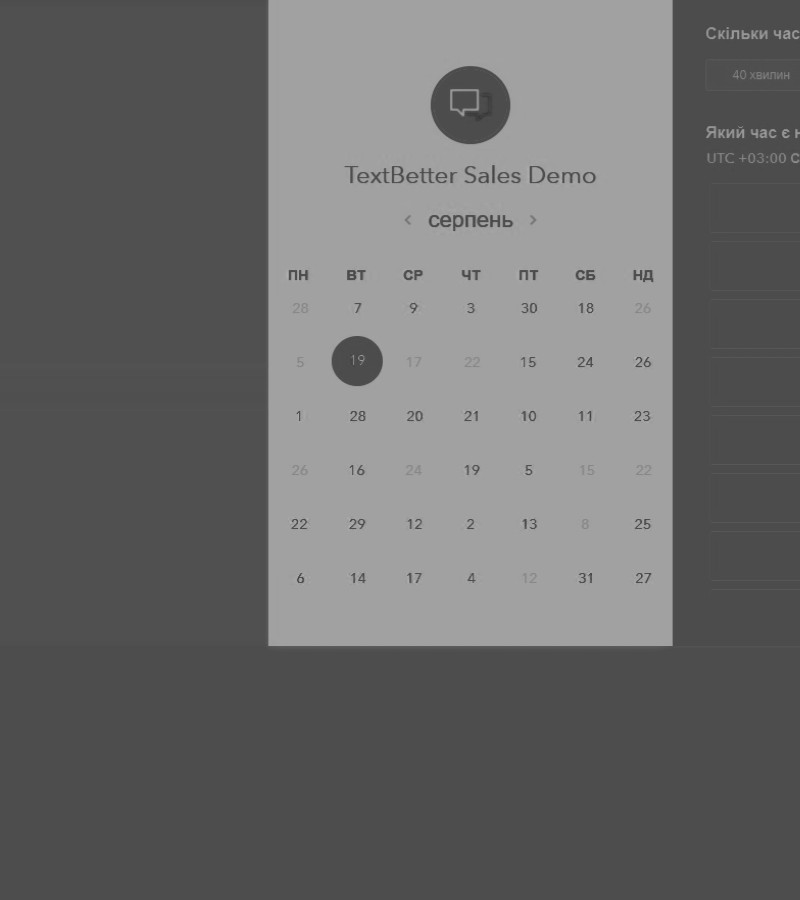 TextBetter Sales Demo
серпень
ПН ВТ СР ЧТ ПТ СБ НД
28 7 9 3 30 18 26
5 19 17 22 15 24 26
1 28 20 21 10 11 23
26 16 24 19 5 15 22
22 29 12 2 13 8 25
6 14 17 4 12 31 27
Скільки час
40 хвилин
Який час є н
UTC +03:00 С